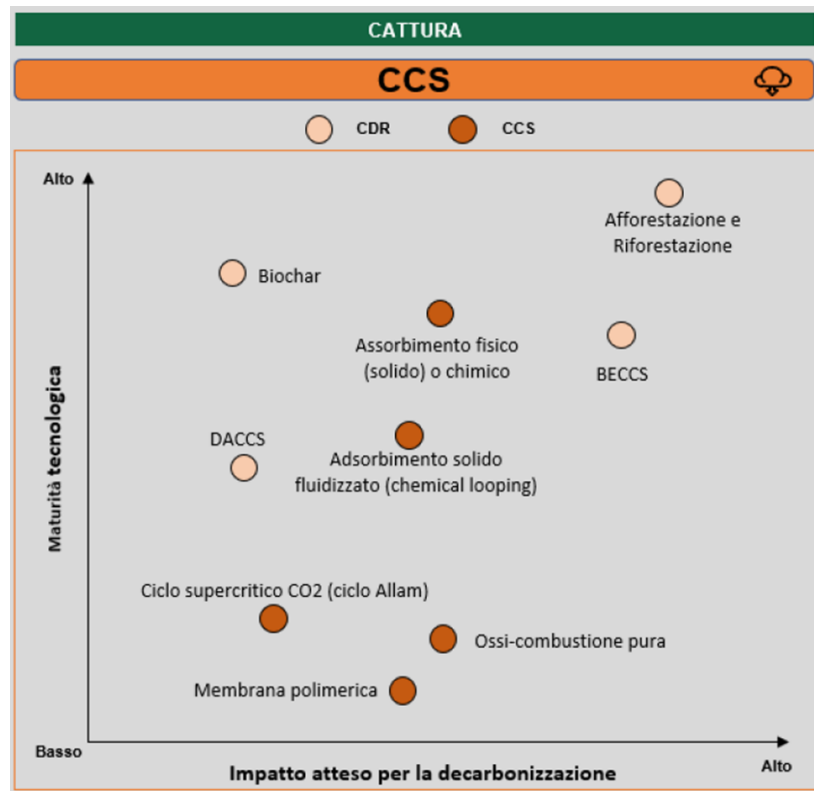 CATTURA
CCS
CDR
CCS
Alto
Afforestazione e
Riforestazione
Biochar
Assorbimento fisico
(solido) o chimico
BECCS
DACCS
Adsorbimento solido
fluidizzato (chemical looping)
Maturità tecnologica
Ciclo supercritico CO2 (ciclo Allam)
Ossi-combustione pura
Membrana polimerica
Basso
Impatto atteso per la decarbonizzazione
Alto